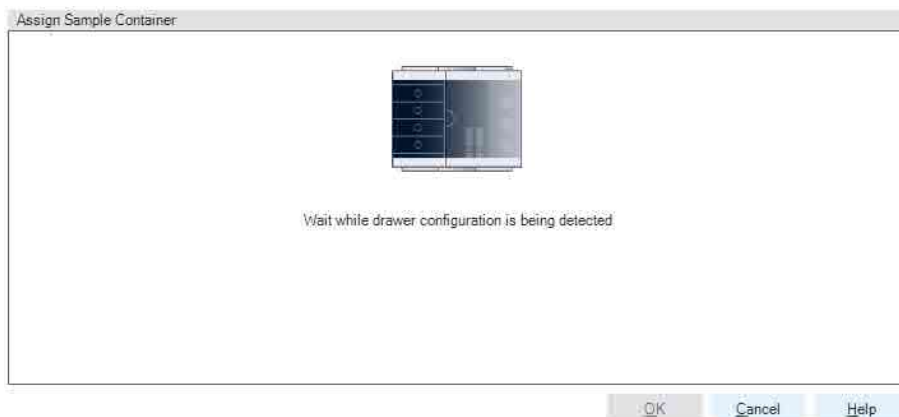 Assign Sample Container
Wait while drawer configuration is being detected
OK Cancel Help